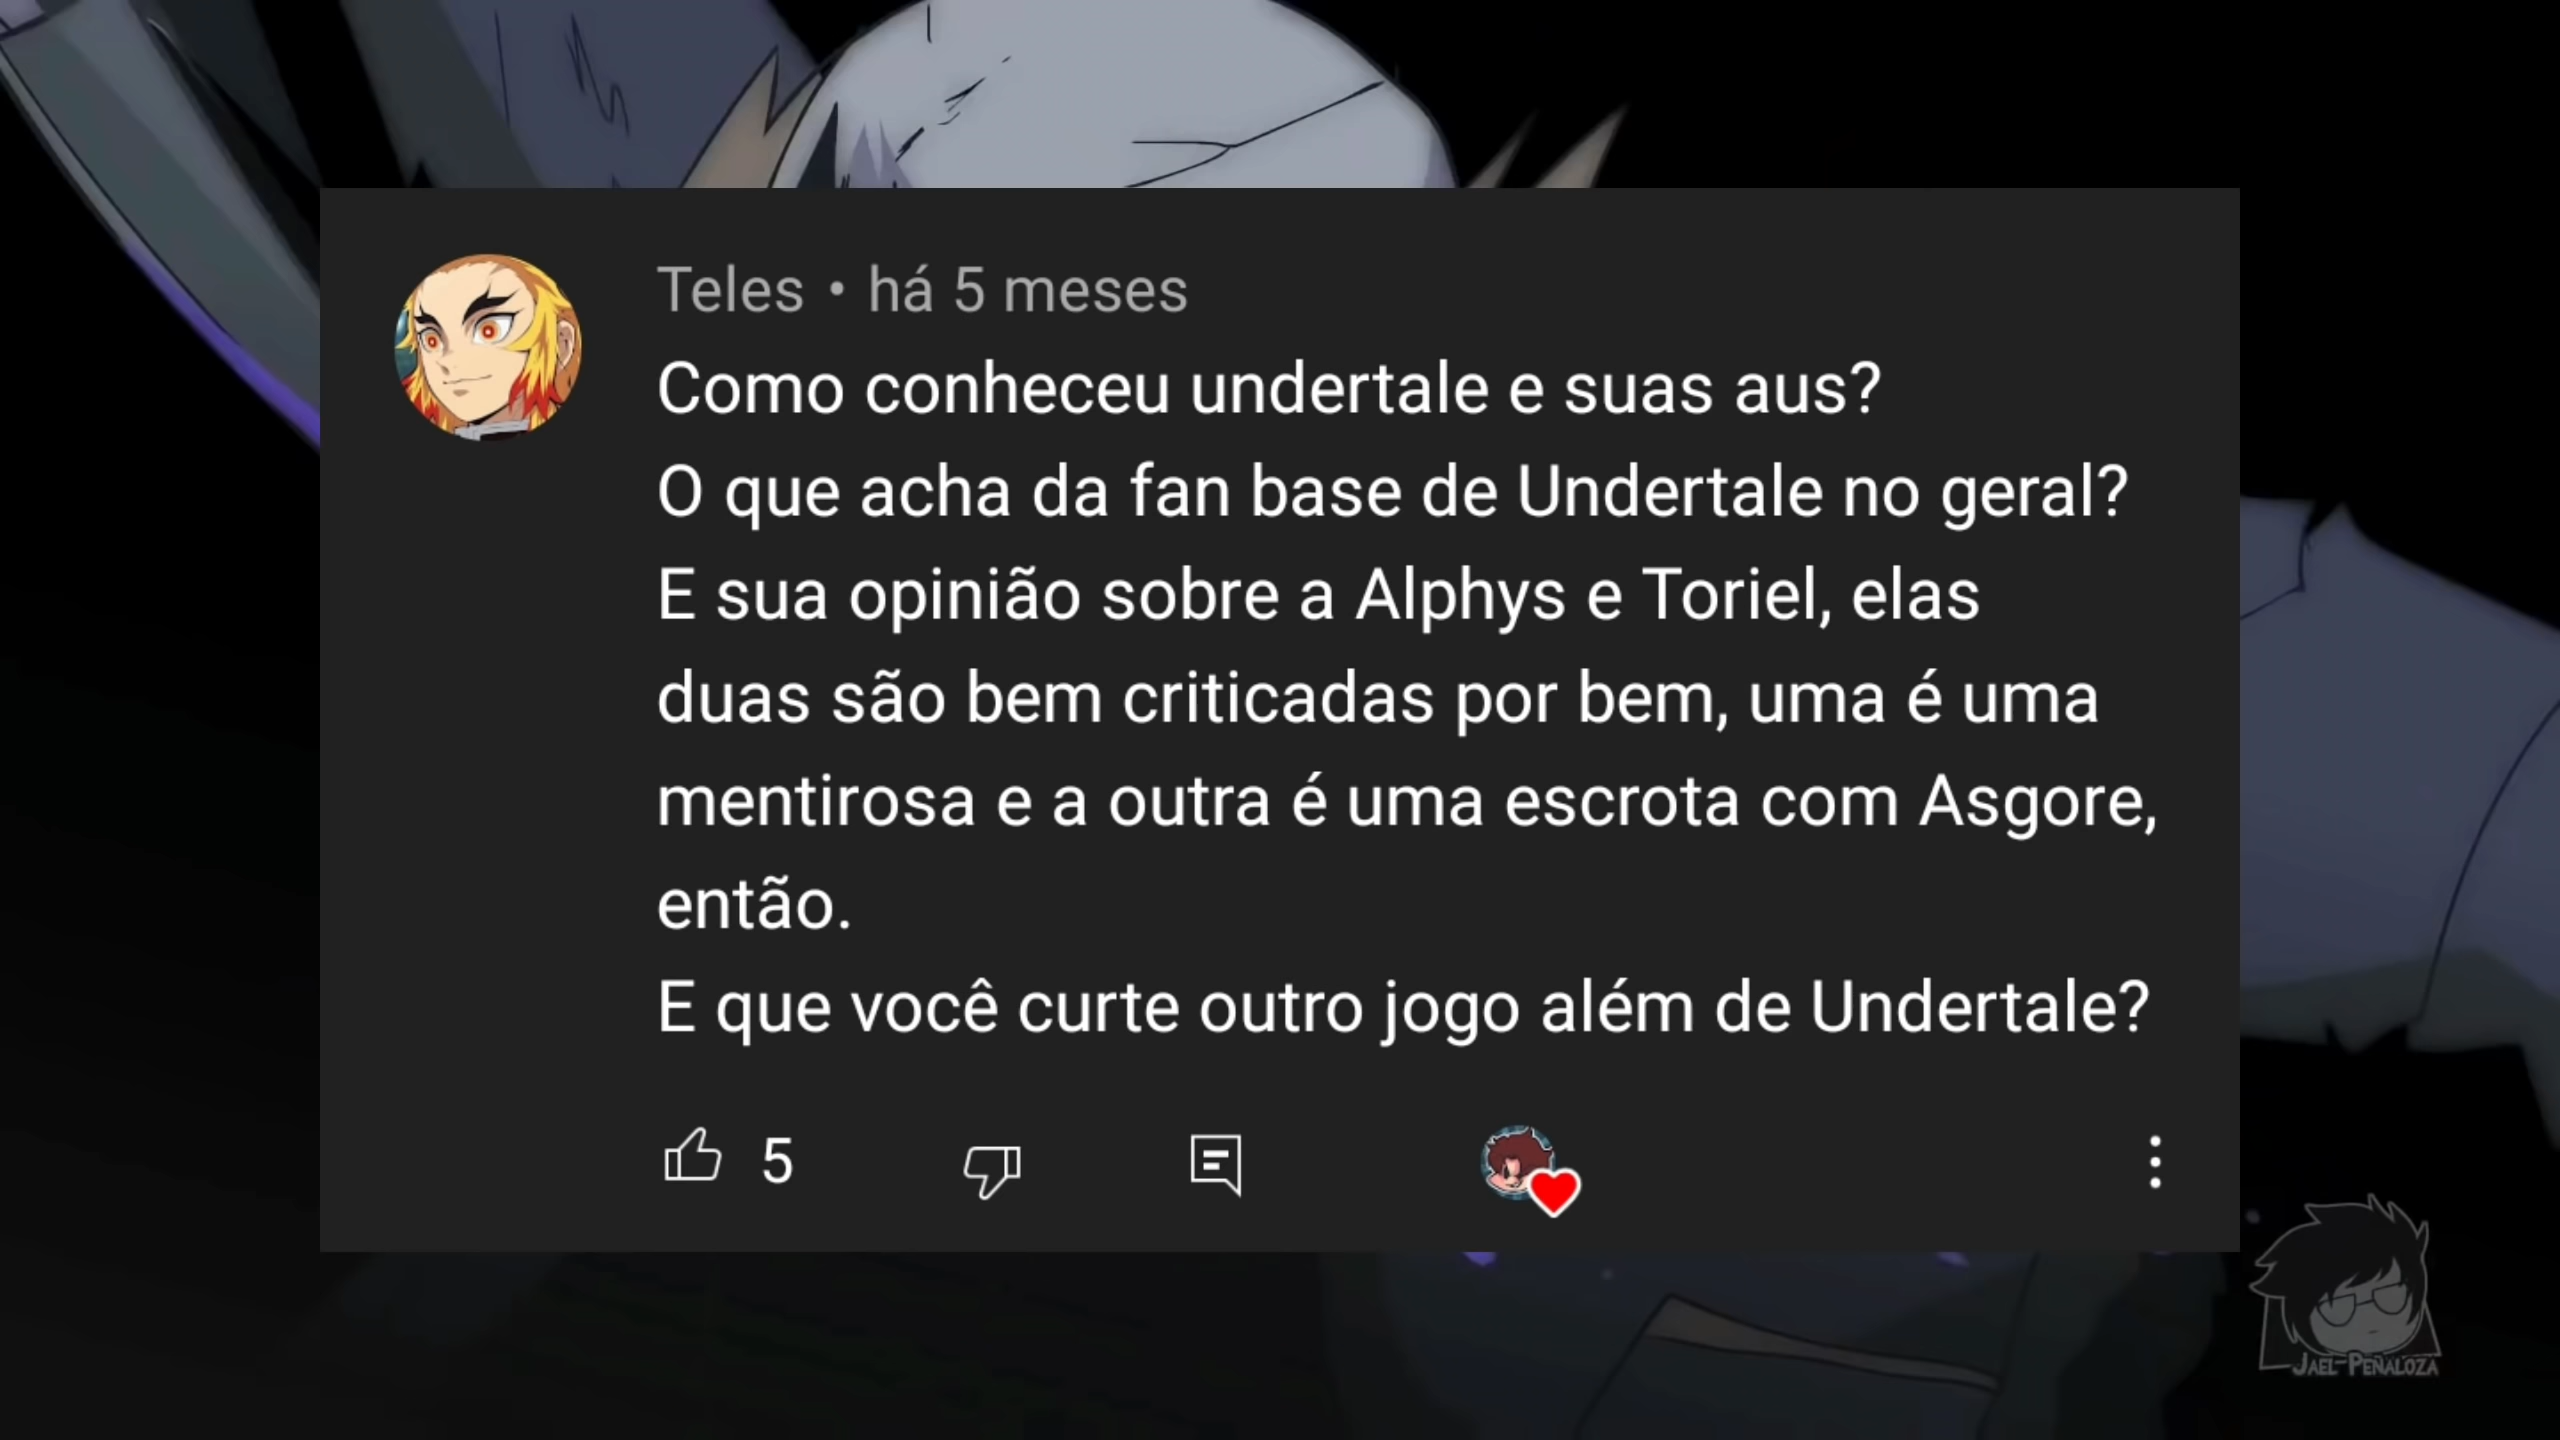 Teles • há 5 meses
Como conheceu undertale e suas aus?
O que acha da fan base de Undertale no geral?
E sua opinião sobre a Alphys e Toriel, elas
duas são bem criticadas por bem, uma é uma
mentirosa e a outra é uma escrota com Asgore,
então.
E que você curte outro jogo além de Undertale?
5
JAEL-PEÑALOZA